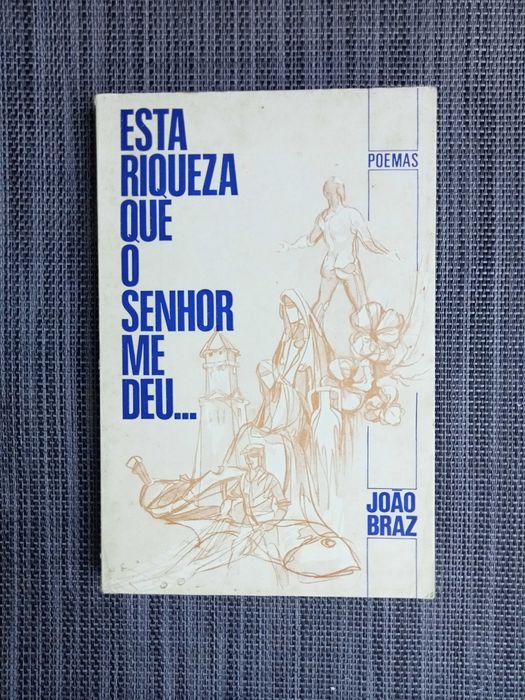 ESTA
RIQUEZA
QUE
O
SENHOR
ME
DEU...
POEMAS
JOÃO
BRAZ